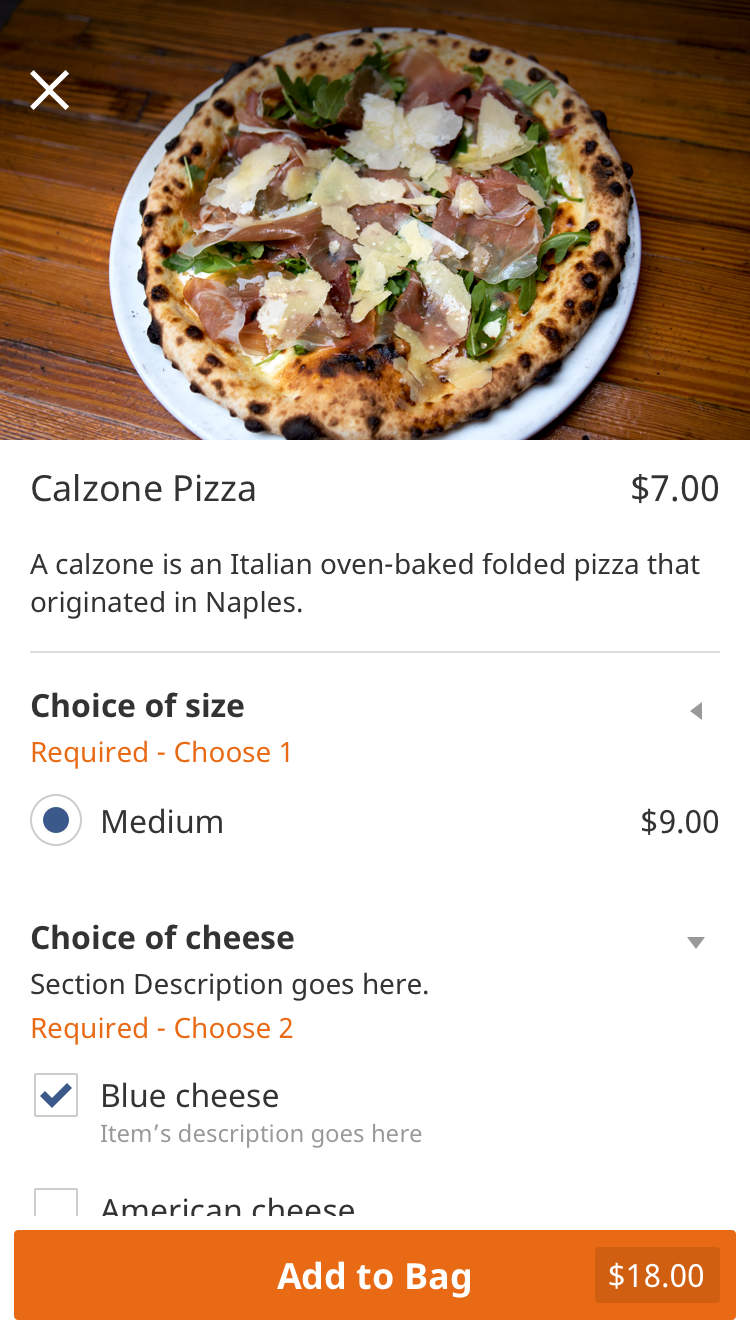 Calzone Pizza
$7.00
A calzone is an Italian oven-baked folded pizza that
originated in Naples.
Choice of size
Required - Choose 1
Medium
$9.00
Choice of cheese
Section Description goes here.
Required - Choose 2
Blue cheese
Item’s description goes here
American cheese
Add to Bag
$18.00